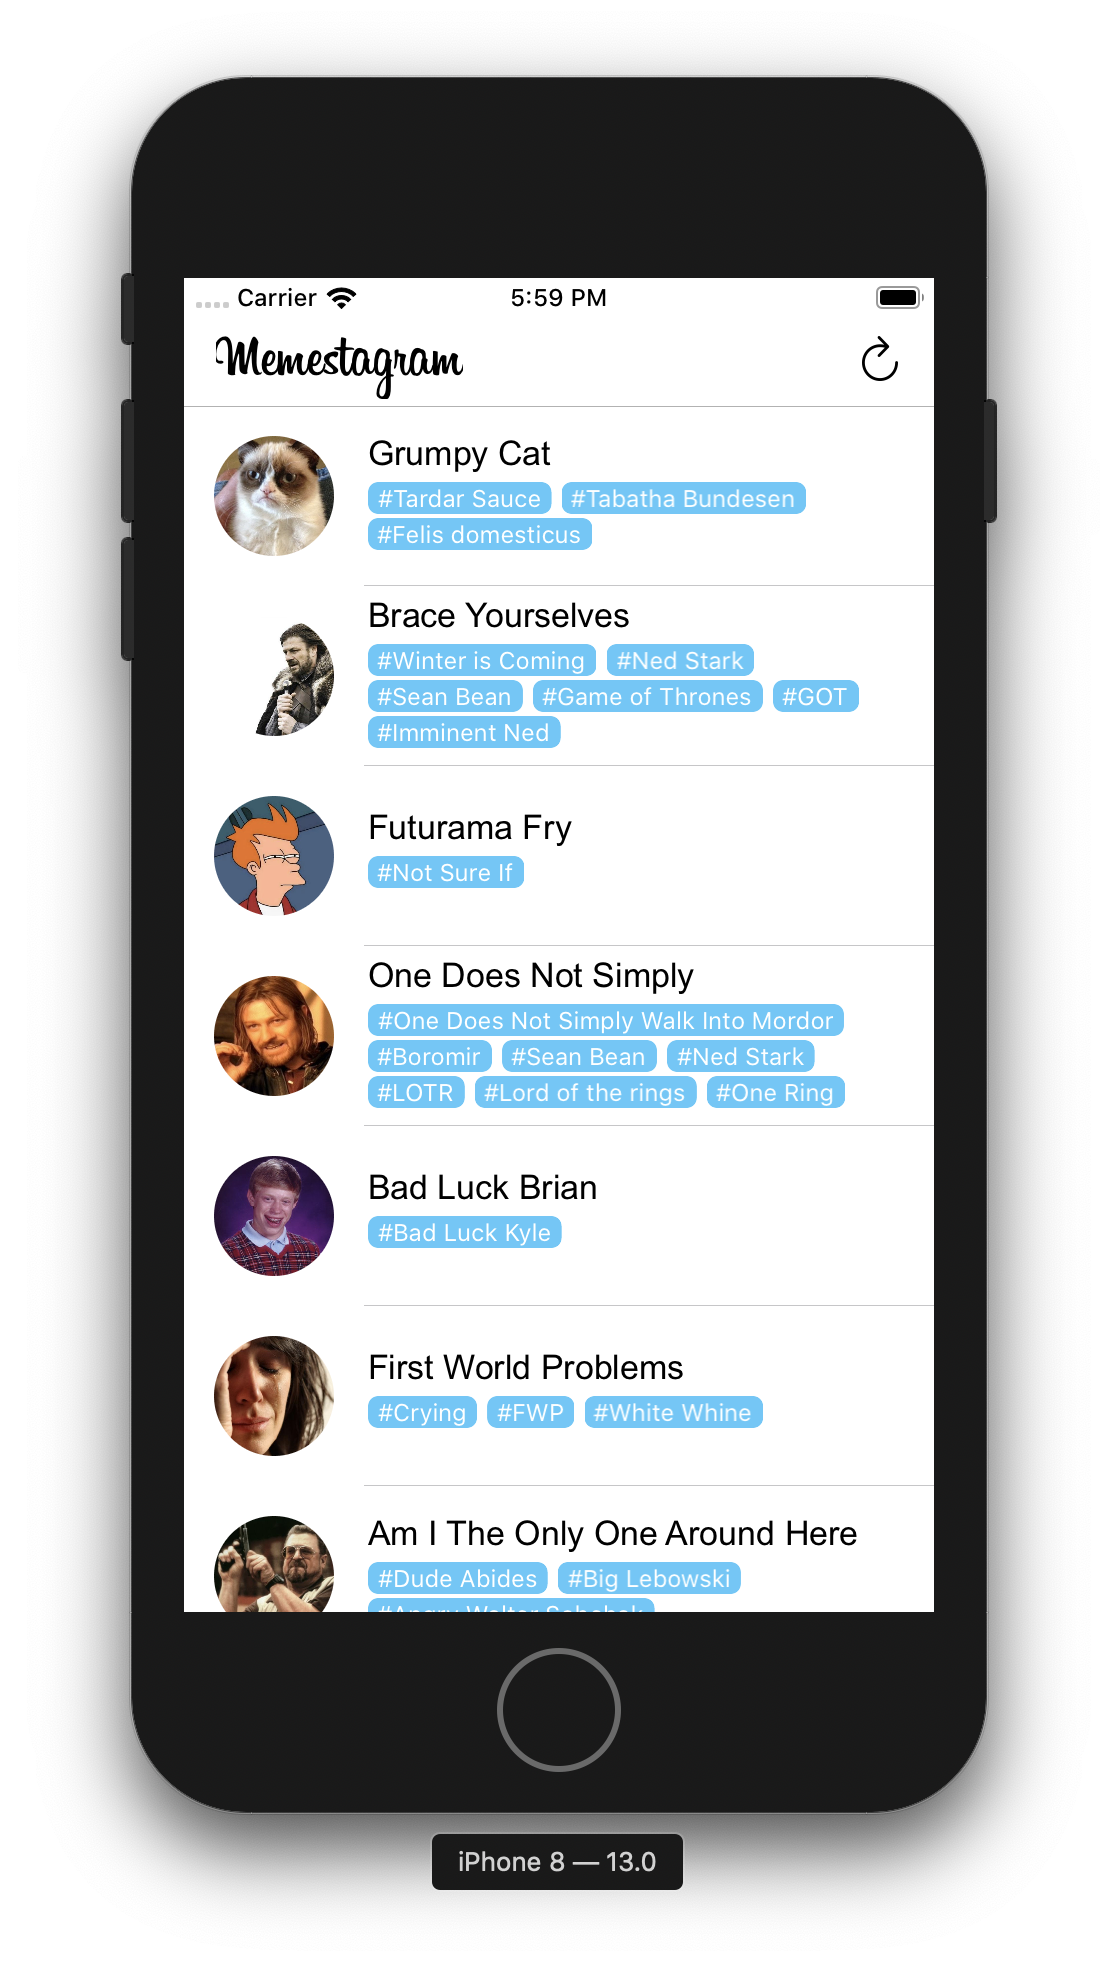 Carrier 5:59 PM
Memestagram
Grumpy Cat
#Tardar Sauce #Tabatha Bundesen
#Felis domesticus
Brace Yourselves
#Winter is Coming #Ned Stark
#Sean Bean #Game of Thrones #GOT
#Imminent Ned
Futurama Fry
#Not Sure If
One Does Not Simply
#One Does Not Simply Walk Into Mordor
#Boromir #Sean Bean #Ned Stark
#LOTR #Lord of the rings #One Ring
Bad Luck Brian
#Bad Luck Kyle
First World Problems
#Crying #FWP #White Whine
Am I The Only One Around Here
#Dude Abides #Big Lebowski
#Angry Walter Sobchak
iPhone 8 — 13.0